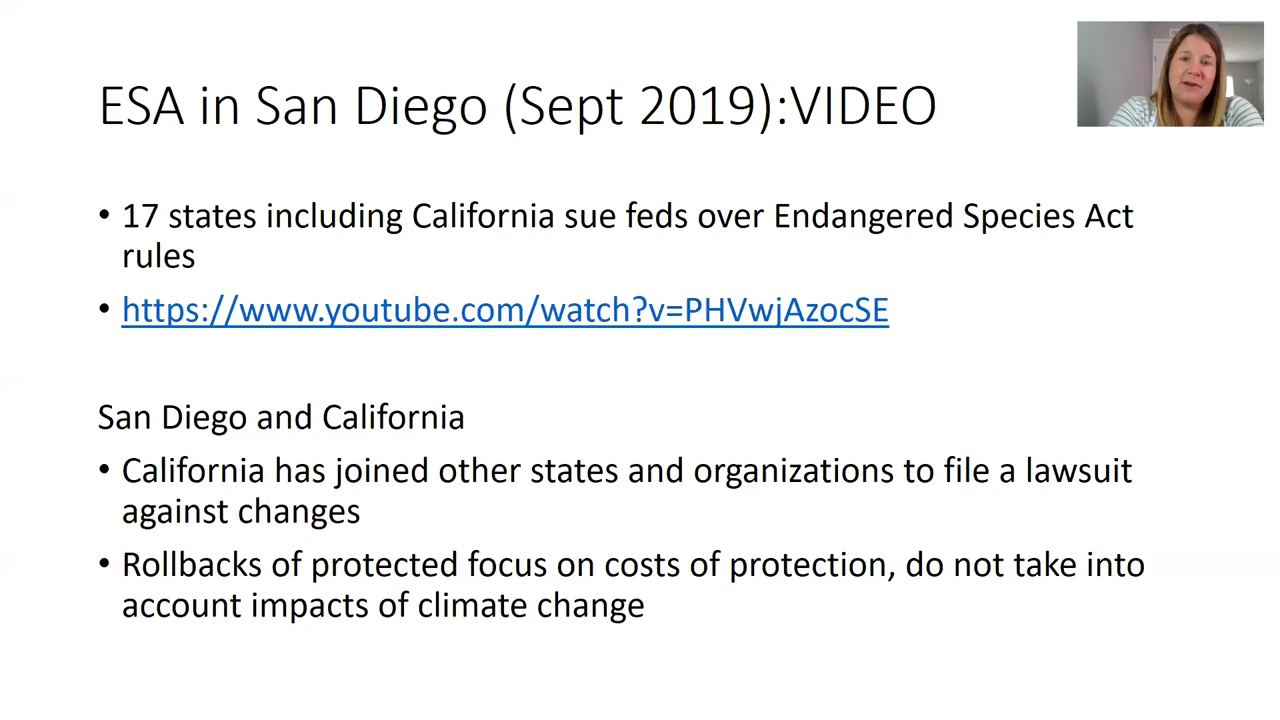 ESA in San Diego (Sept 2019):VIDEO
• 17 states including California sue feds over Endangered Species Act
rules
• https://www.youtube.com/watch?v=PHVwjAzocSE
San Diego and California
• California has joined other states and organizations to file a lawsuit
against changes
• Rollbacks of protected focus on costs of protection, do not take into
account impacts of climate change